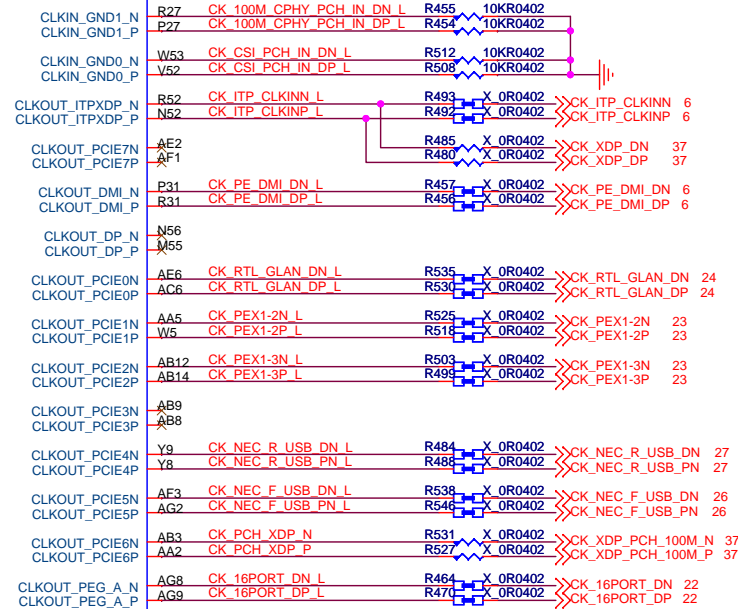 CLKIN_GND1_N R27 CK_100M_CPHY_PCH_IN_DN_L R455 10KR0402
CLKIN_GND1_P P27 CK_100M_CPHY_PCH_IN_DP_L R454 10KR0402
CLKIN_GND0_N W53 CK_CSI_PCH_IN_DN_L R512 10KR0402
CLKIN_GND0_P V52 CK_CSI_PCH_IN_DP_L R508 10KR0402
CLKOUT_ITPXDP_N R52 CK_ITP_CLKINN_L R493 X_0R0402 CK_ITP_CLKINN 6
CLKOUT_ITPXDP_P N52 CK_ITP_CLKINP_L R492 X_0R0402 CK_ITP_CLKINP 6
CLKOUT_PCIE7N AE2 R485 X_0R0402 CK_XDP_DN 37
CLKOUT_PCIE7P AF1 R480 X_0R0402 CK_XDP_DP 37
CLKOUT_DMI_N P31 CK_PE_DMI_DN_L R457 X_0R0402 CK_PE_DMI_DN 6
CLKOUT_DMI_P R31 CK_PE_DMI_DP_L R456 X_0R0402 CK_PE_DMI_DP 6
CLKOUT_DP_N N56
CLKOUT_DP_P M55
CLKOUT_PCIE0N AE6 CK_RTL_GLAN_DN_L R535 X_0R0402 CK_RTL_GLAN_DN 24
CLKOUT_PCIE0P AC6 CK_RTL_GLAN_DP_L R530 X_0R0402 CK_RTL_GLAN_DP 24
CLKOUT_PCIE1N AA5 CK_PEX1-2N_L R525 X_0R0402 CK_PEX1-2N 23
CLKOUT_PCIE1P W5 CK_PEX1-2P_L R518 X_0R0402 CK_PEX1-2P 23
CLKOUT_PCIE2N AB12 CK_PEX1-3N_L R503 X_0R0402 CK_PEX1-3N 23
CLKOUT_PCIE2P AB14 CK_PEX1-3P_L R499 X_0R0402 CK_PEX1-3P 23
CLKOUT_PCIE3N AB9
CLKOUT_PCIE3P AB8
CLKOUT_PCIE4N Y9 CK_NEC_R_USB_DN_L R484 X_0R0402 CK_NEC_R_USB_DN 27
CLKOUT_PCIE4P Y8 CK_NEC_R_USB_PN_L R488 X_0R0402 CK_NEC_R_USB_PN 27
CLKOUT_PCIE5N AF3 CK_NEC_F_USB_DN_L R538 X_0R0402 CK_NEC_F_USB_DN 26
CLKOUT_PCIE5P AG2 CK_NEC_F_USB_PN_L R546 X_0R0402 CK_NEC_F_USB_PN 26
CLKOUT_PCIE6N AB3 CK_PCH_XDP_N R531 X_0R0402 CK_XDP_PCH_100M_N 37
CLKOUT_PCIE6P AA2 CK_PCH_XDP_P R527 X_0R0402 CK_XDP_PCH_100M_P 37
CLKOUT_PEG_A_N AG8 CK_16PORT_DN_L R464 X_0R0402 CK_16PORT_DN 22
CLKOUT_PEG_A_P AG9 CK_16PORT_DP_L R470 X_0R0402 CK_16PORT_DP 22